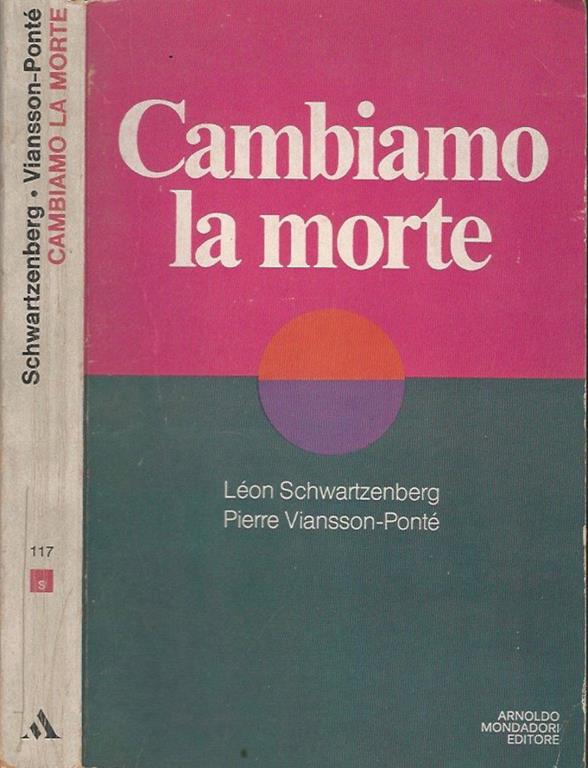 Schwartzenberg • Viansson-Ponté
CAMBIAMO LA MORTE
117
s
Cambiamo
la morte
Léon Schwartzenberg
Pierre Viansson-Ponté
ARNOLDO
MONDADORI
EDITORE